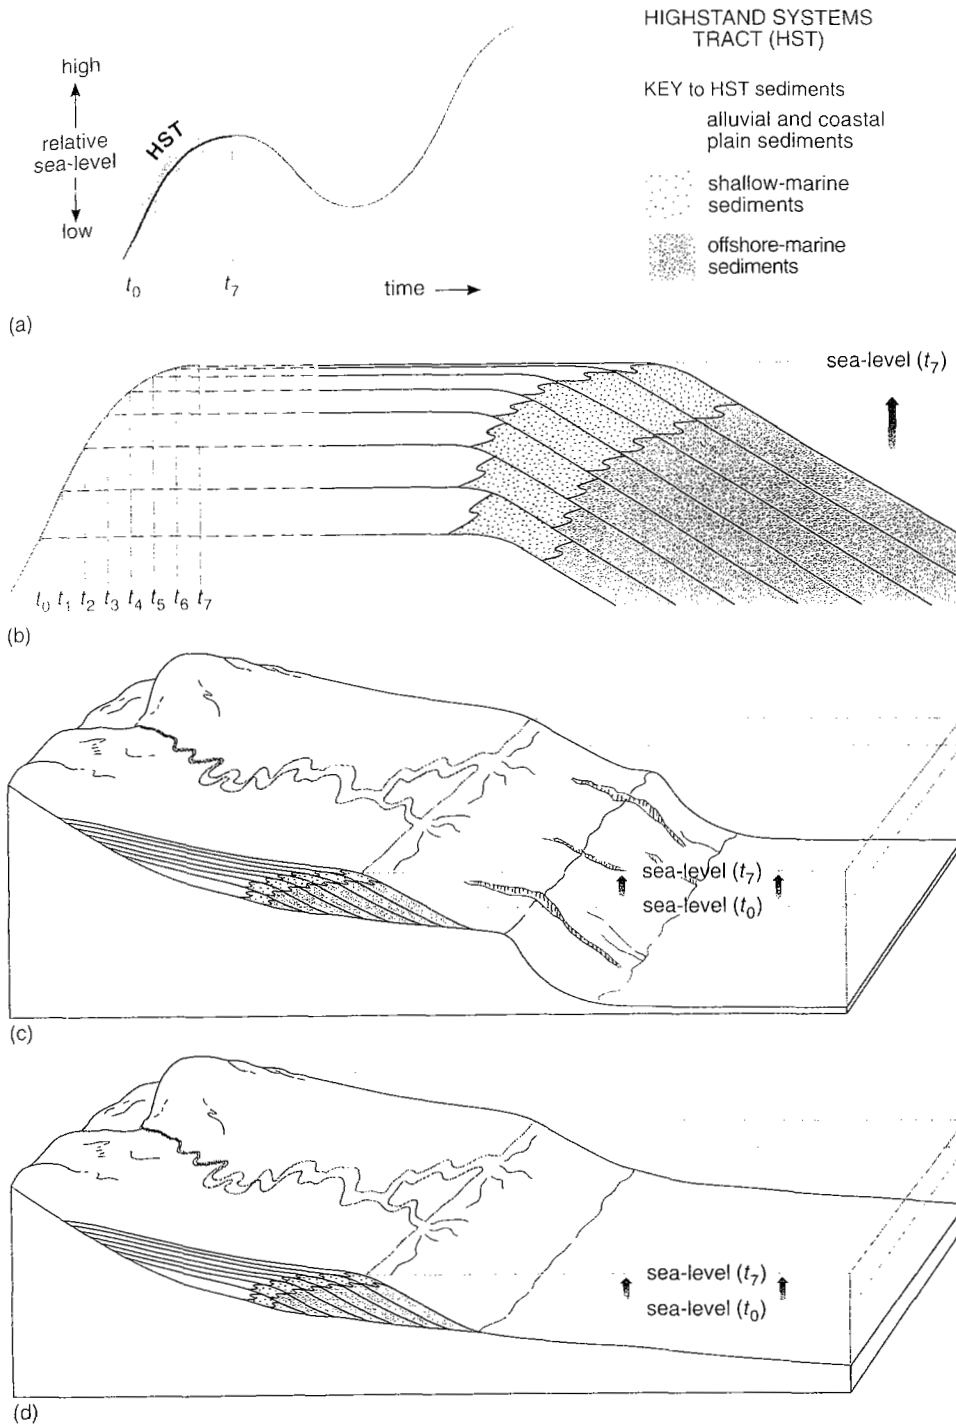 HIGHSTAND SYSTEMS
TRACT (HST)
KEY to HST sediments
alluvial and coastal
plain sediments
shallow-marine
sediments
offshore-marine
sediments
high
relative
sea-level
low
HST
t₀
t₇
time
(a)
sea-level (t₇)
t₀ t₁ t₂ t₃ t₄ t₅ t₆ t₇
(b)
sea-level (t₇)
sea-level (t₀)
(c)
sea-level (t₇)
sea-level (t₀)
(d)